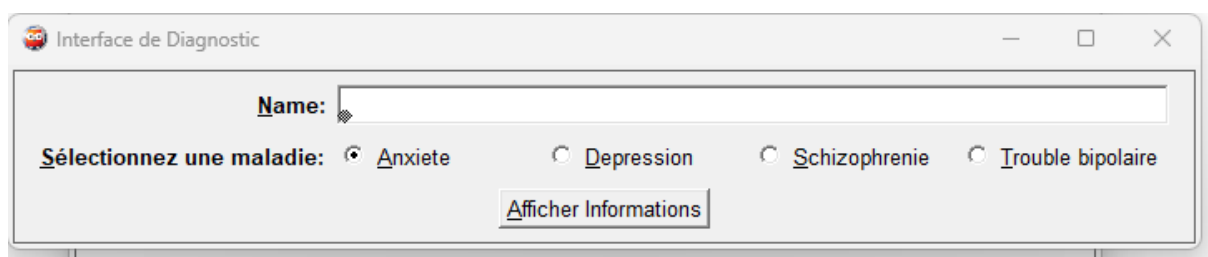 Interface de Diagnostic
Name:
Sélectionnez une maladie: Anxiete Depression Schizophrenie Trouble bipolaire
Afficher Informations